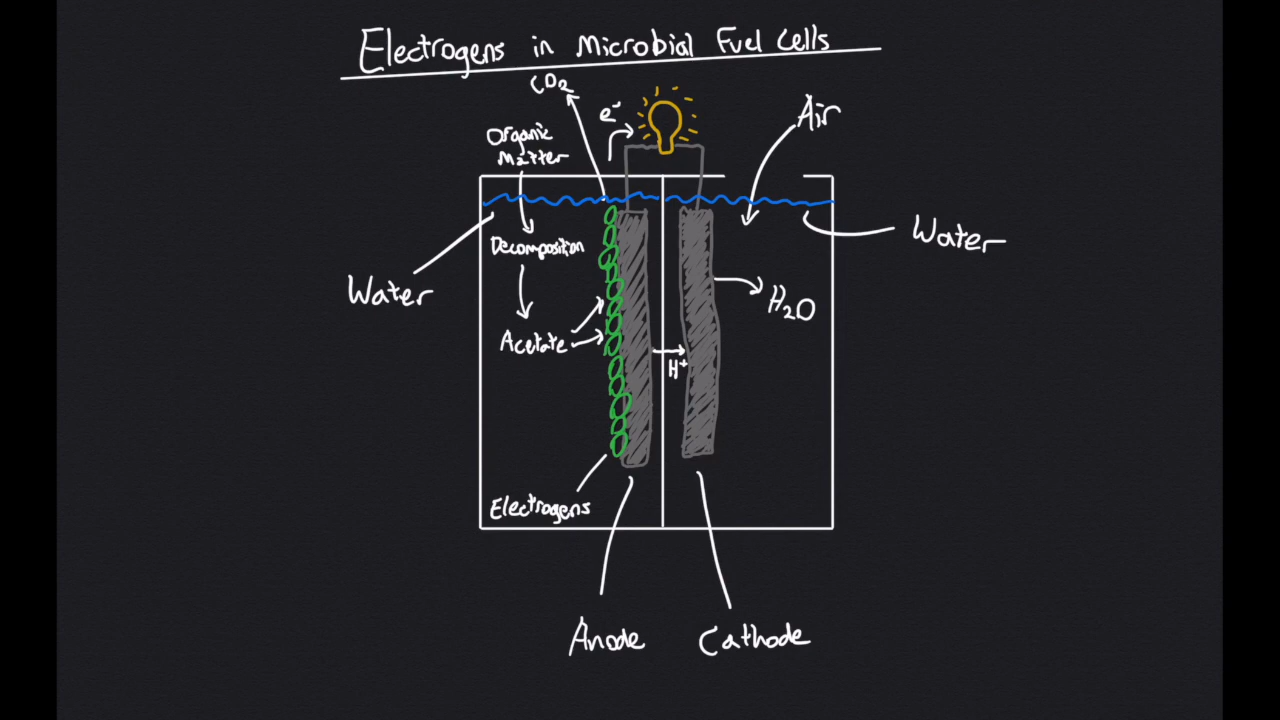 Electrogens in Microbial Fuel Cells
CO2
e-
Air
Organic
Matter
Water
Decomposition
Water
H2O
Acetate
H+
Electrogens
Anode
Cathode